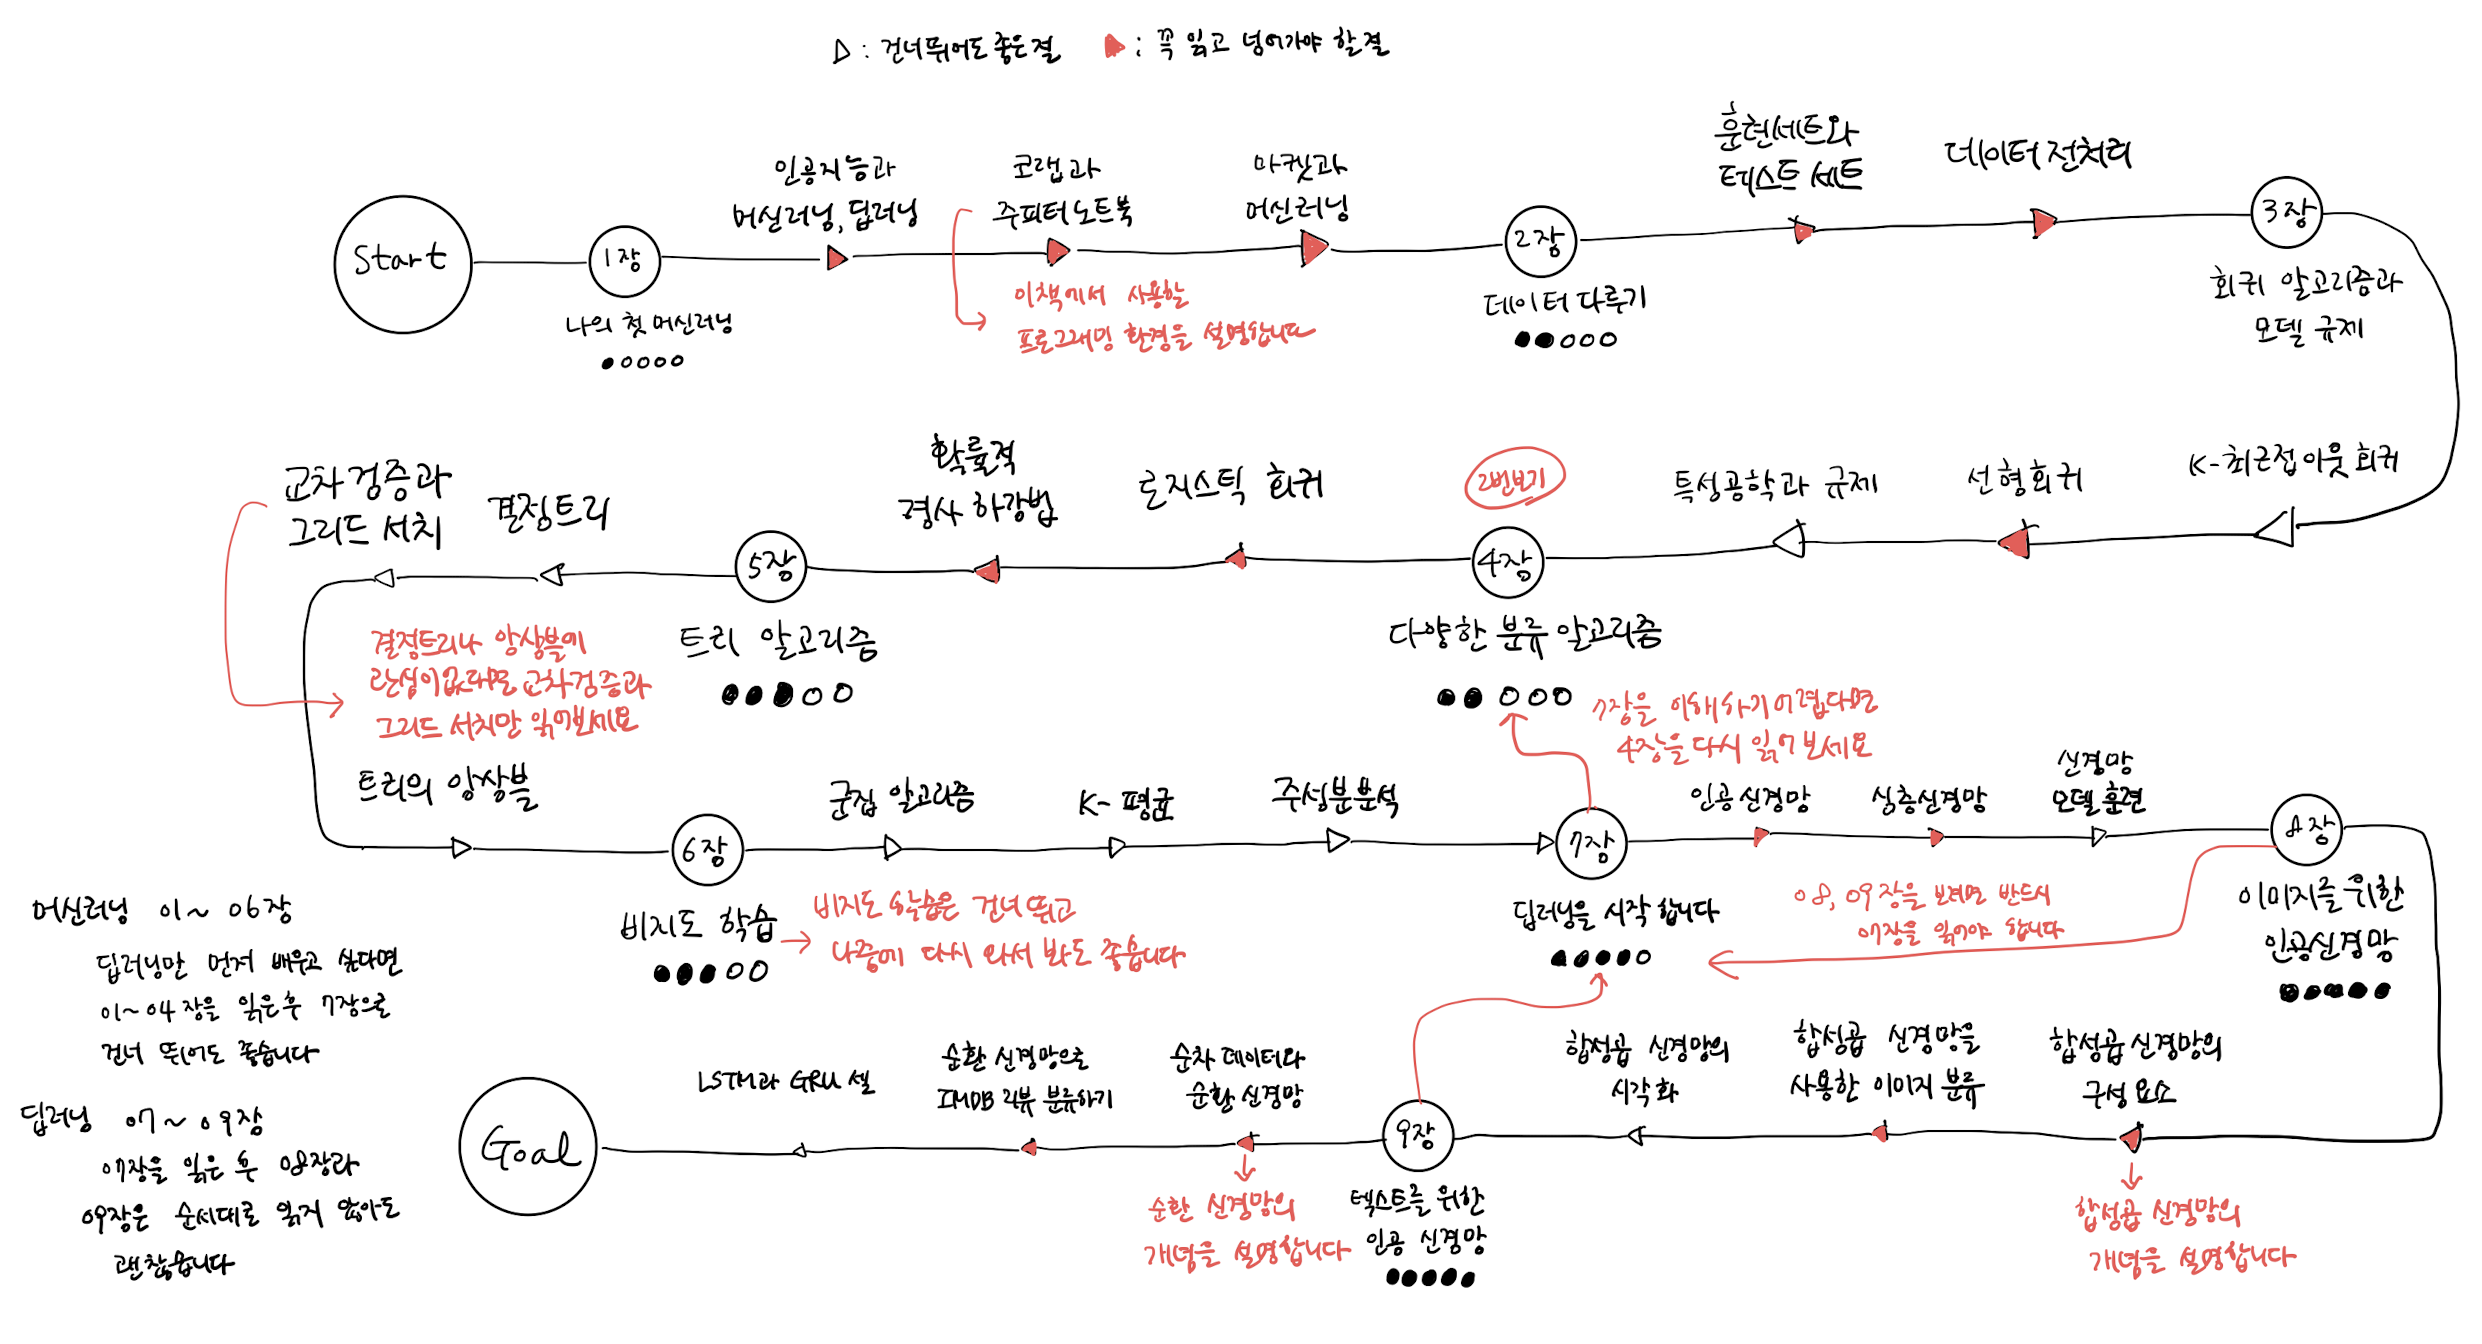 ▷ : 건너뛰어도 좋은절
▶ : 꼭 읽고 넘어가야 할절
Start
1장
나의 첫 머신러닝
●○○○○
인공지능과
머신러닝, 딥러닝
코랩과
주피터노트북
이책에서 사용할
프로그래밍 환경을 설명합니다
마켓과
머신러닝
2장
데이터 다루기
●●○○○
훈련세트와
테스트 세트
데이터 전처리
3장
회귀 알고리즘과
모델 규제
K-최근접 이웃 회귀
선형회귀
특성공학과 규제
2번보기
4장
다양한 분류 알고리즘
●●○○○
로지스틱 회귀
확률적
경사 하강법
5장
트리 알고리즘
●●●○○
결정트리
교차 검증과
그리드 서치
결정트리나 앙상블에
관심이없다면 교차검증과
그리드 서치만 읽어보세요
트리의 앙상블
6장
비지도 학습
●●●○○
비지도 학습은 건너 뛰고
나중에 다시 와서 봐도 좋습니다
군집 알고리즘
K- 평균
주성분분석
7장
딥러닝을 시작합니다
●●●●○
7장을 이해하기어렵다면
4장을 다시 읽어 보세요
인공 신경망
심층신경망
신경망
모델 훈련
8장
이미지를 위한
인공신경망
●●●●●
08, 09장을 보려면 반드시
07장을 읽어야 합니다
합성곱 신경망의
구성 요소
합성곱 신경망의
개념을 설명합니다
합성곱 신경망을
사용한 이미지 분류
합성곱 신경망의
시각화
9장
텍스트를 위한
인공 신경망
●●●●●
순차 데이터와
순환 신경망
순환 신경망의
개념을 설명합니다
순환 신경망으로
IMDB 리뷰 분류하기
LSTM과 GRU 셀
Goal
머신러닝 01~06장
딥러닝만 먼저 배우고 싶다면
01~04장을 읽은후 7장으로
건너 뛰어도 좋습니다
딥러닝 07~09장
07장을 읽은 후 08장과
09장은 순서대로 읽지 않아도
괜찮습니다